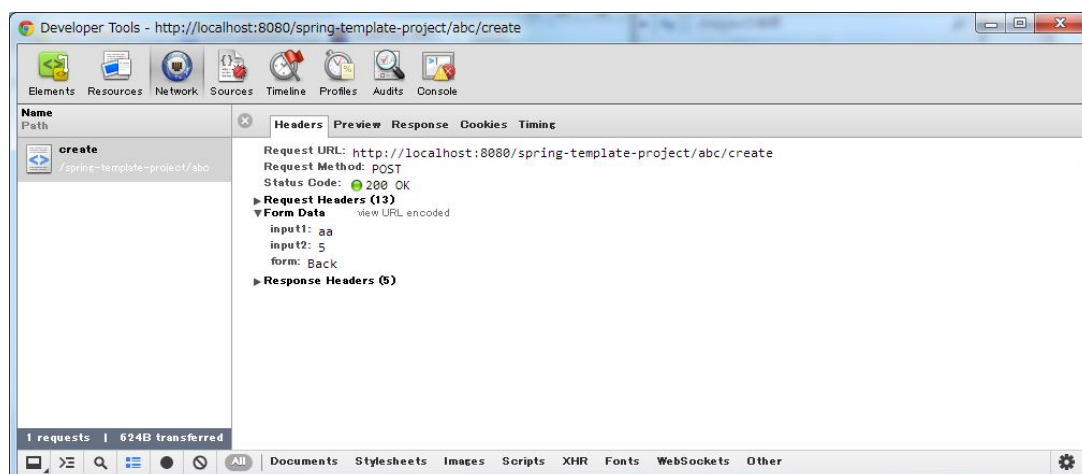 Developer Tools - http://localhost:8080/spring-template-project/abc/create
Elements Resources Network Sources Timeline Profiles Audits Console
Name
Path
Headers Preview Response Cookies Timing
create
/spring-template-project/abc
Request URL: http://localhost:8080/spring-template-project/abc/create
Request Method: POST
Status Code: 200 OK
Request Headers (13)
Form Data view URL encoded
input1: aa
input2: 5
form: Back
Response Headers (5)
1 requests | 624B transferred
All Documents Stylesheets Images Scripts XHR Fonts WebSockets Other